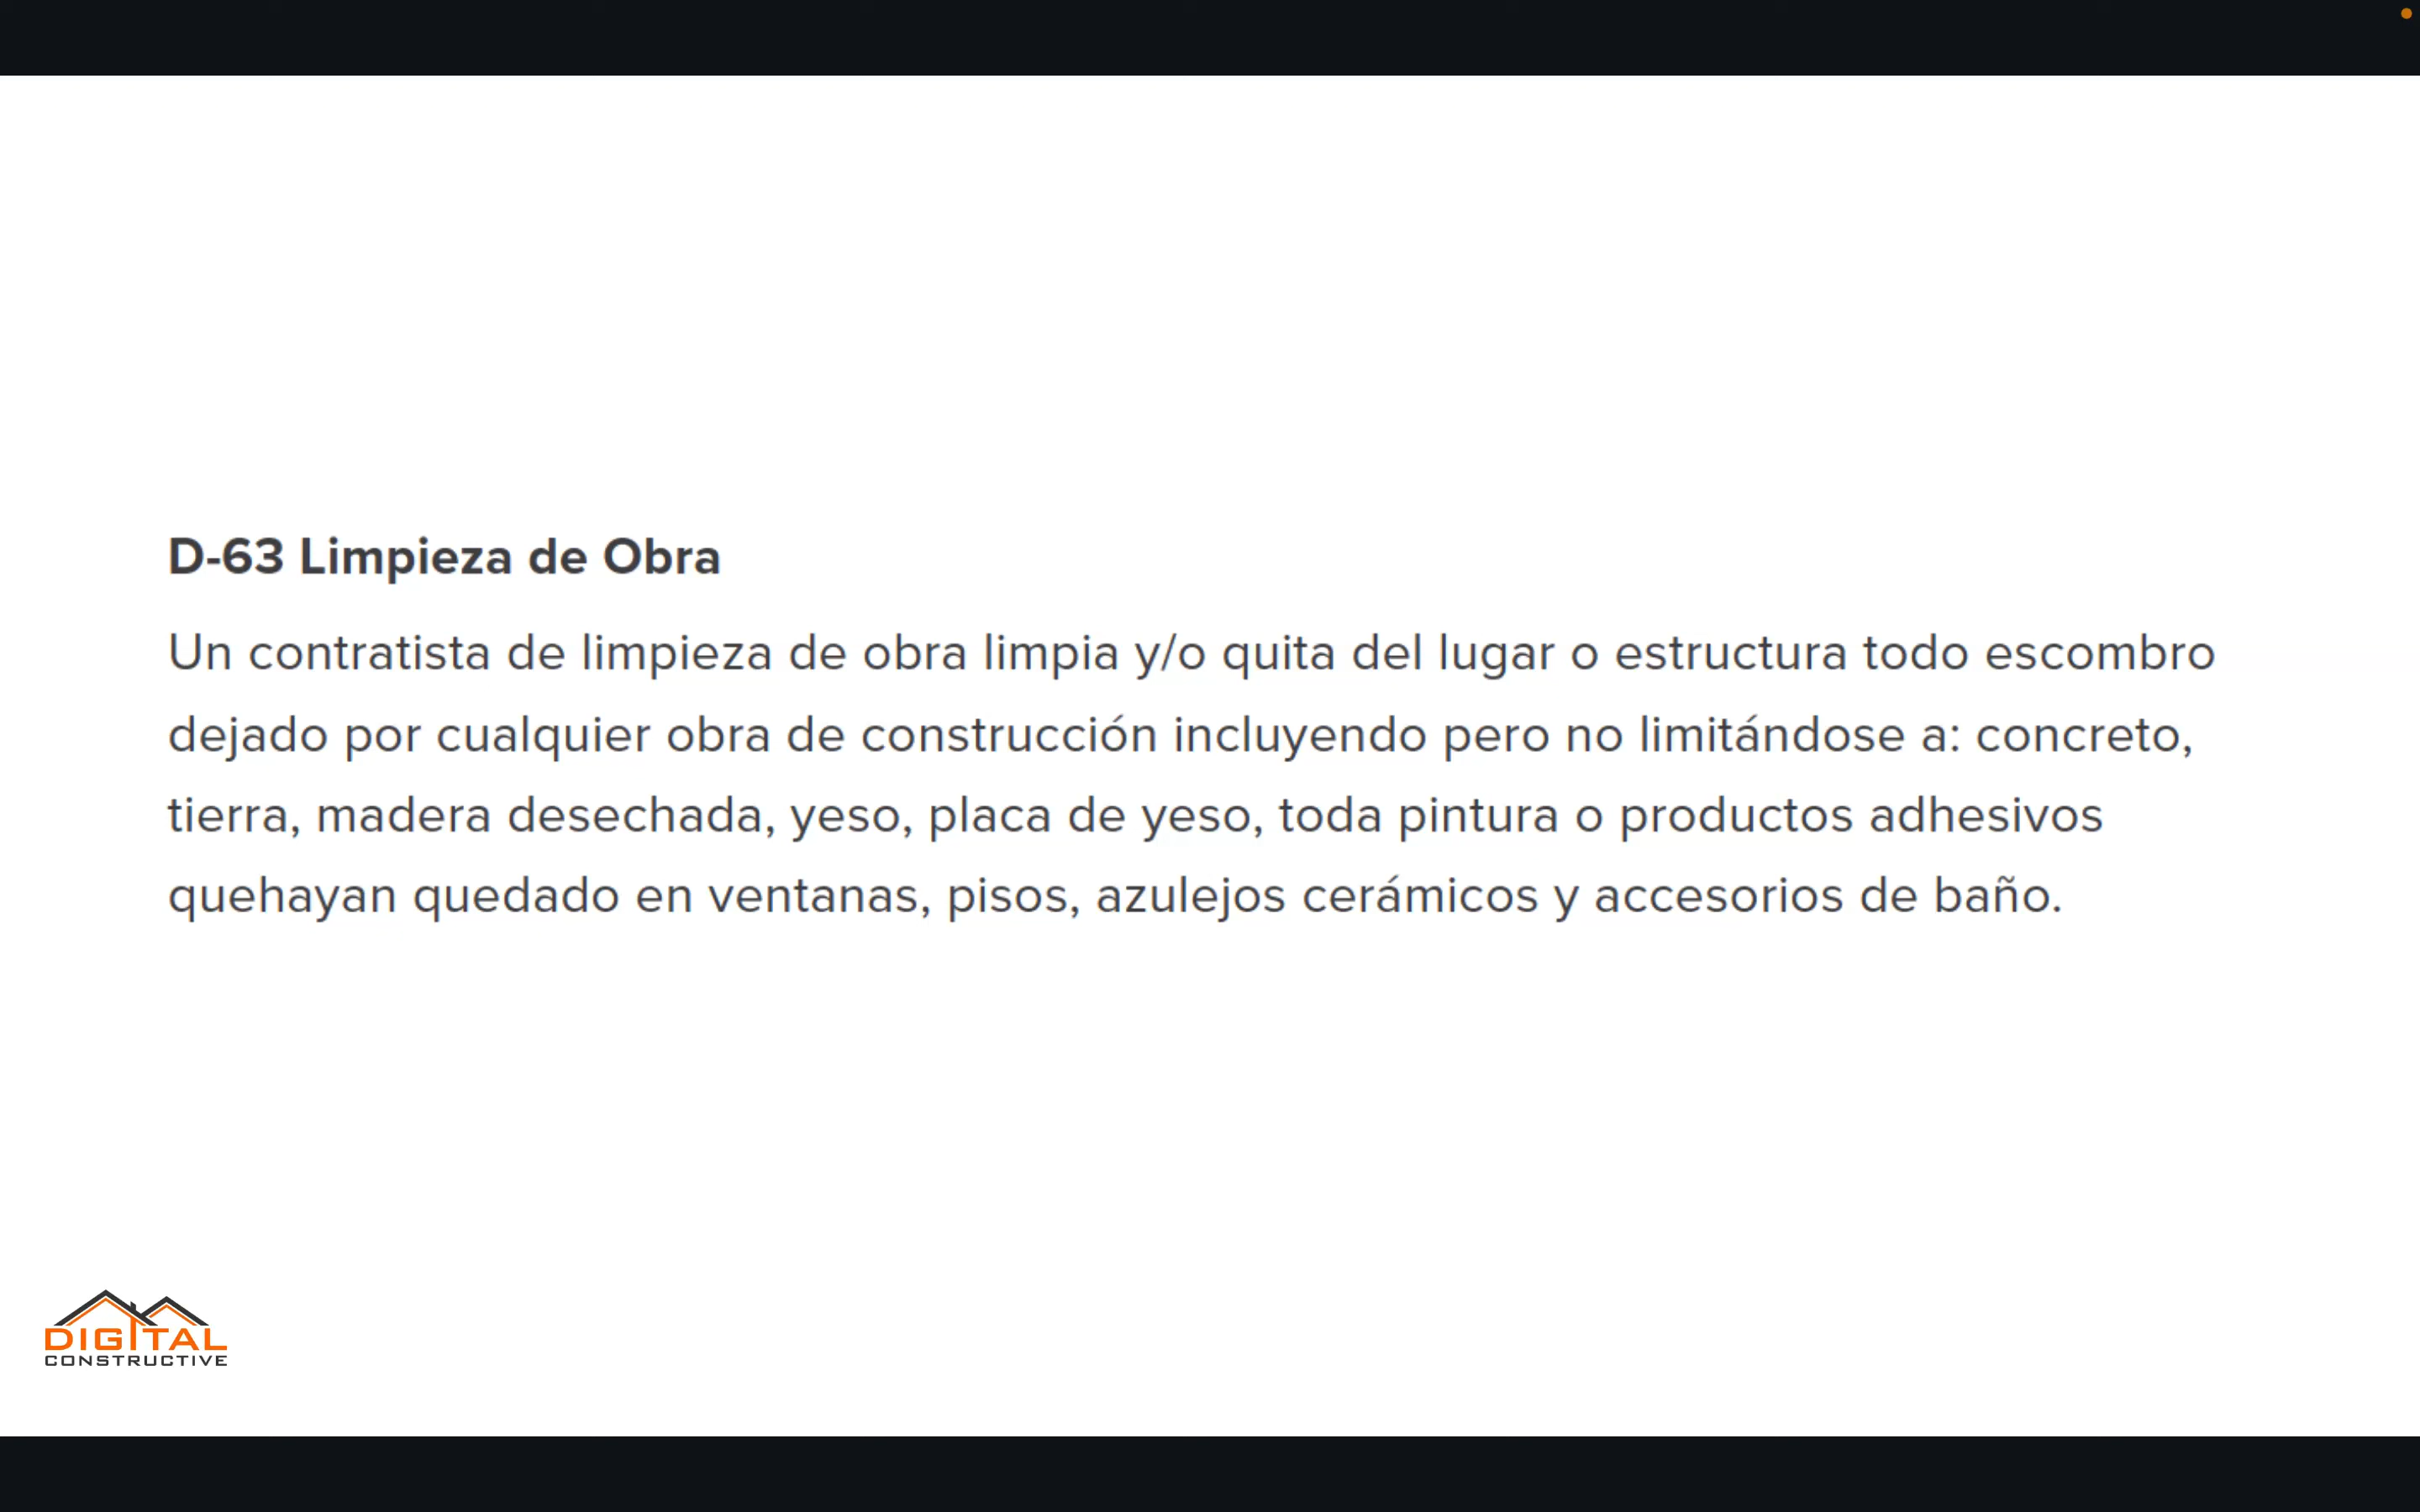 D-63 Limpieza de Obra
Un contratista de limpieza de obra limpia y/o quita del lugar o estructura todo escombro
dejado por cualquier obra de construcción incluyendo pero no limitándose a: concreto,
tierra, madera desechada, yeso, placa de yeso, toda pintura o productos adhesivos
quehayan quedado en ventanas, pisos, azulejos cerámicos y accesorios de baño.
DIGITAL
CONSTRUCTIVE